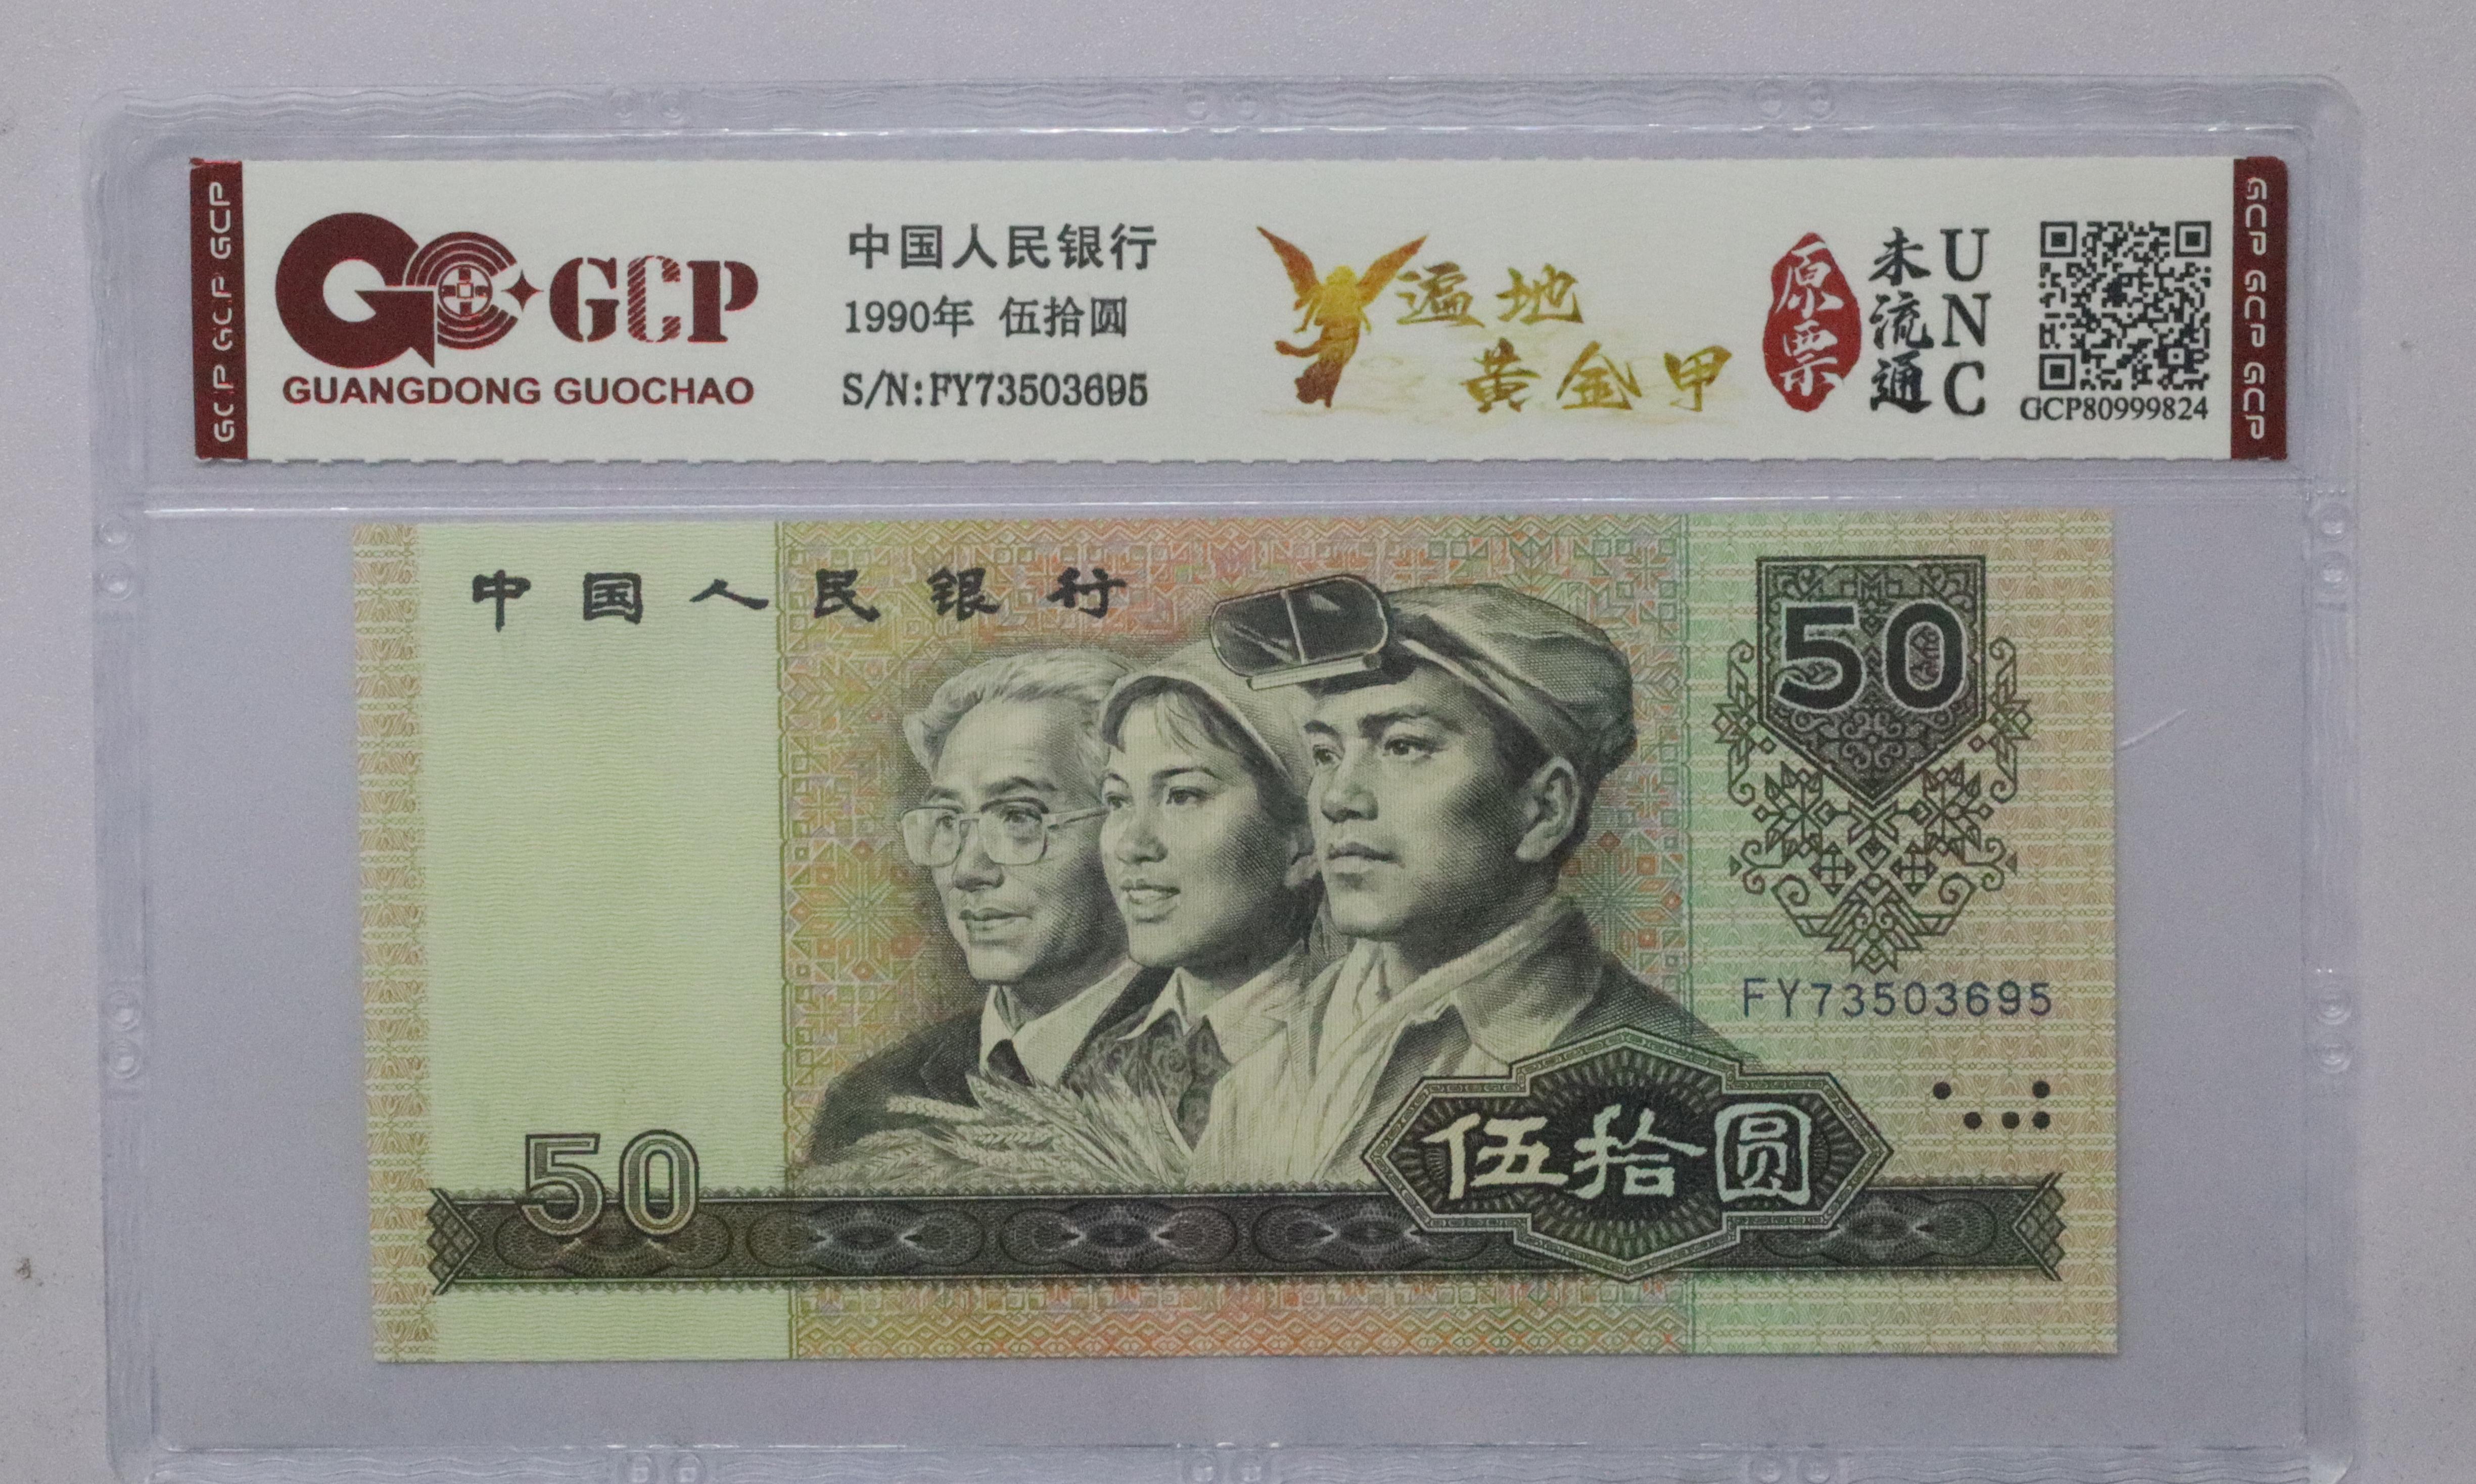 GCP GCP GCP
GCP
GUANGDONG GUOCHAO
中国人民银行
1990年 伍拾圆
S/N:FY73503695
遍地
黄金甲
原票
未流通
UNC
GCP80999824
GCP GCP GCP
中国人民银行
50
FY73503695
50
伍拾圆